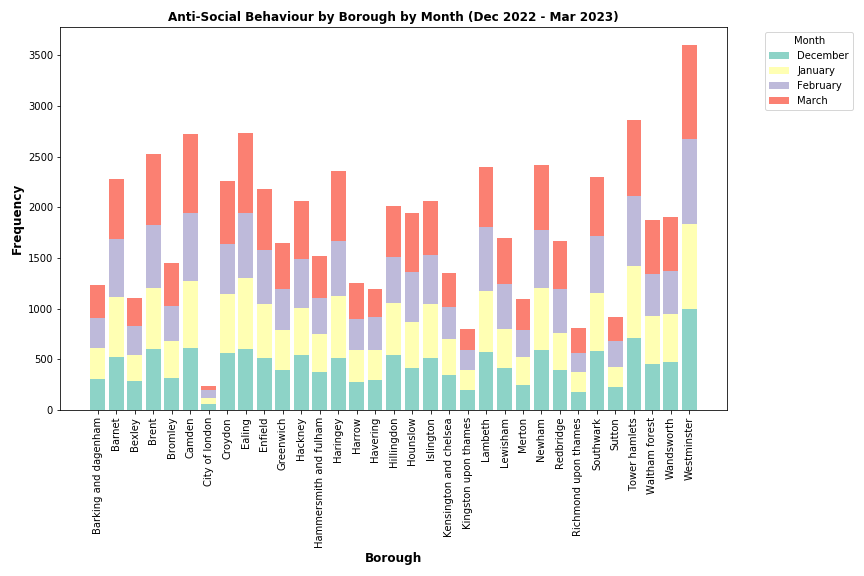 Anti-Social Behaviour by Borough by Month (Dec 2022 - Mar 2023)
Month
December
January
February
March
3500
3000
2500
2000
1500
1000
500
0
Frequency
Barking and dagenham
Barnet
Bexley
Brent
Bromley
Camden
City of london
Croydon
Ealing
Enfield
Greenwich
Hackney
Hammersmith and fulham
Haringey
Harrow
Havering
Hillingdon
Hounslow
Islington
Kensington and chelsea
Kingston upon thames
Lambeth
Lewisham
Merton
Newham
Redbridge
Richmond upon thames
Southwark
Sutton
Tower hamlets
Waltham forest
Wandsworth
Westminster
Borough